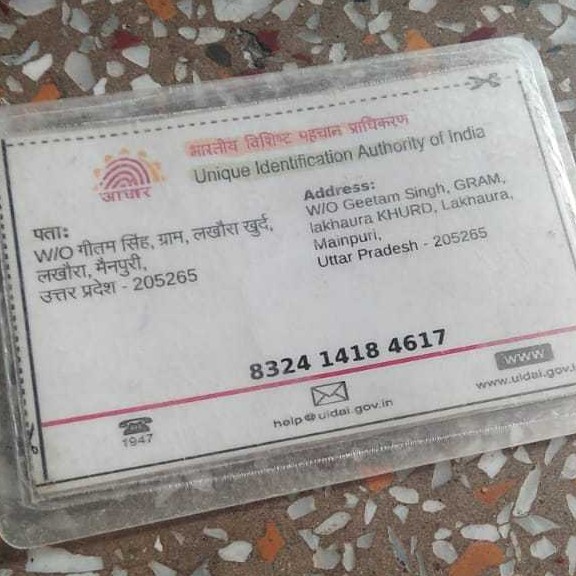 भारतीय विशिष्ट पहचान प्राधिकरण
Unique Identification Authority of India
आधार
पता:
W/O गीतम सिंह, ग्राम, लखौरा खुर्द,
लखौरा, मैनपुरी,
उत्तर प्रदेश - 205265
Address:
W/O Geetam Singh, GRAM,
lakhaura KHURD, Lakhaura,
Mainpuri,
Uttar Pradesh - 205265
8324 1418 4617
1947
help@uidai.gov.in
www
www.uidai.gov.i